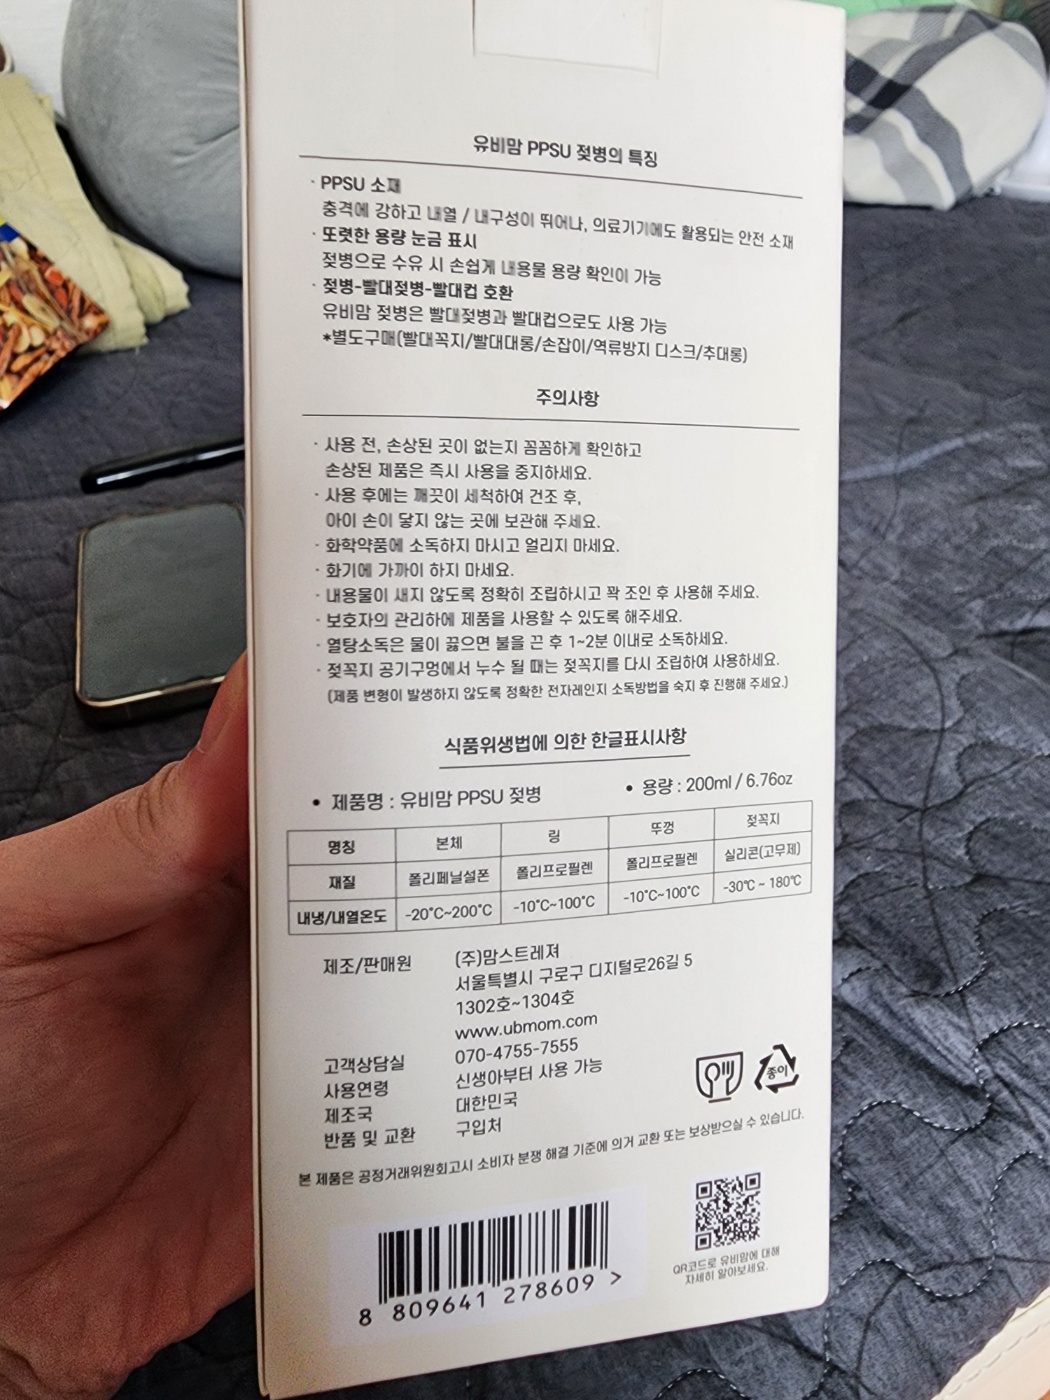 유비맘 PPSU 젖병의 특징
· PPSU 소재
충격에 강하고 내열 / 내구성이 뛰어나, 의료기기에도 활용되는 안전 소재
· 또렷한 용량 눈금 표시
젖병으로 수유 시 손쉽게 내용물 용량 확인이 가능
· 젖병-빨대젖병-빨대컵 호환
유비맘 젖병은 빨대젖병과 빨대컵으로도 사용 가능
*별도구매(빨대꼭지/빨대대롱/손잡이/역류방지 디스크/추대롱)
주의사항
· 사용 전, 손상된 곳이 없는지 꼼꼼하게 확인하고
손상된 제품은 즉시 사용을 중지하세요.
· 사용 후에는 깨끗이 세척하여 건조 후,
아이 손이 닿지 않는 곳에 보관해 주세요.
· 화학약품에 소독하지 마시고 얼리지 마세요.
· 화기에 가까이 하지 마세요.
· 내용물이 새지 않도록 정확히 조립하시고 꽉 조인 후 사용해 주세요.
· 보호자의 관리하에 제품을 사용할 수 있도록 해주세요.
· 열탕소독은 물이 끓으면 불을 끈 후 1~2분 이내로 소독하세요.
· 젖꼭지 공기구멍에서 누수 될 때는 젖꼭지를 다시 조립하여 사용하세요.
(제품 변형이 발생하지 않도록 정확한 전자레인지 소독방법을 숙지 후 진행해 주세요.)
식품위생법에 의한 한글표시사항
• 제품명 : 유비맘 PPSU 젖병 • 용량 : 200ml / 6.76oz
명칭 본체 링 뚜껑 젖꼭지
재질 폴리페닐설폰 폴리프로필렌 폴리프로필렌 실리콘(고무제)
내냉/내열온도 -20°C~200°C -10°C~100°C -10°C~100°C -30℃ ~ 180℃
제조/판매원 (주)맘스트레져
서울특별시 구로구 디지털로26길 5
1302호~1304호
www.ubmom.com
고객상담실 070-4755-7555
사용연령 신생아부터 사용 가능
제조국 대한민국
반품 및 교환 구입처
종이
본 제품은 공정거래위원회고시 소비자 분쟁 해결 기준에 의거 교환 또는 보상받으실 수 있습니다.
8 809641 278609 >
QR코드로 유비맘에 대해
자세히 알아보세요.